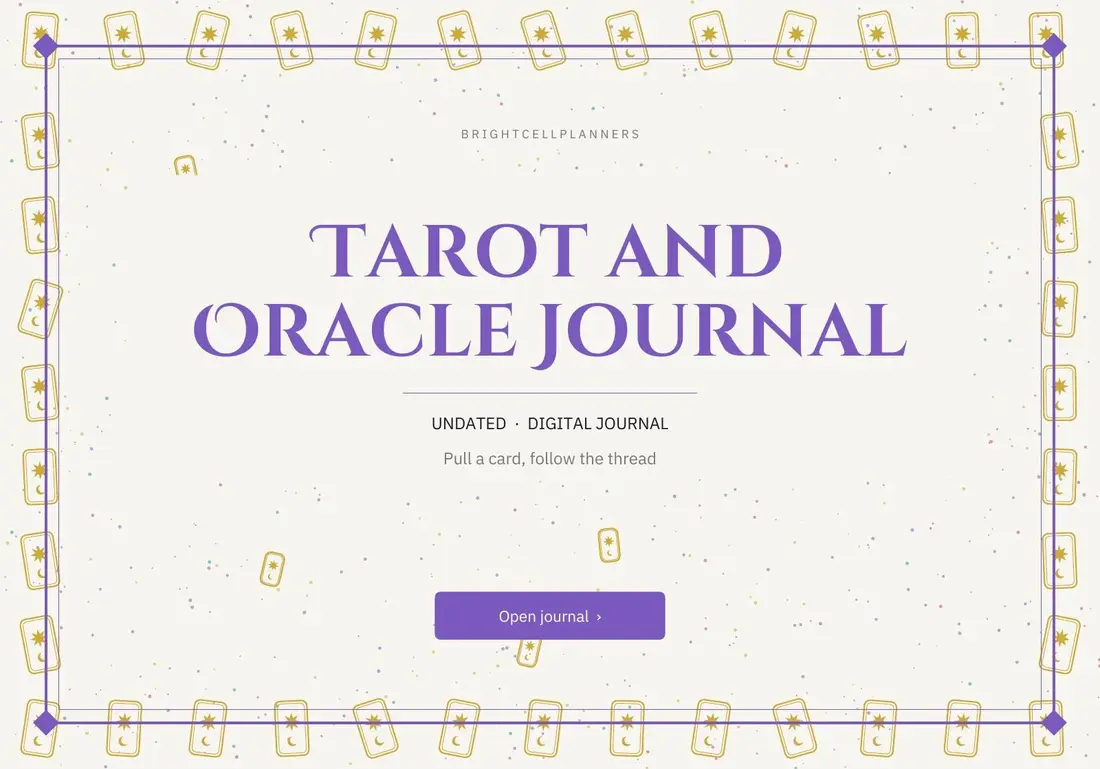 BRIGHTCELLPLANNERS
TAROT AND
ORACLE JOURNAL
UNDATED · DIGITAL JOURNAL
Pull a card, follow the thread
Open journal ›